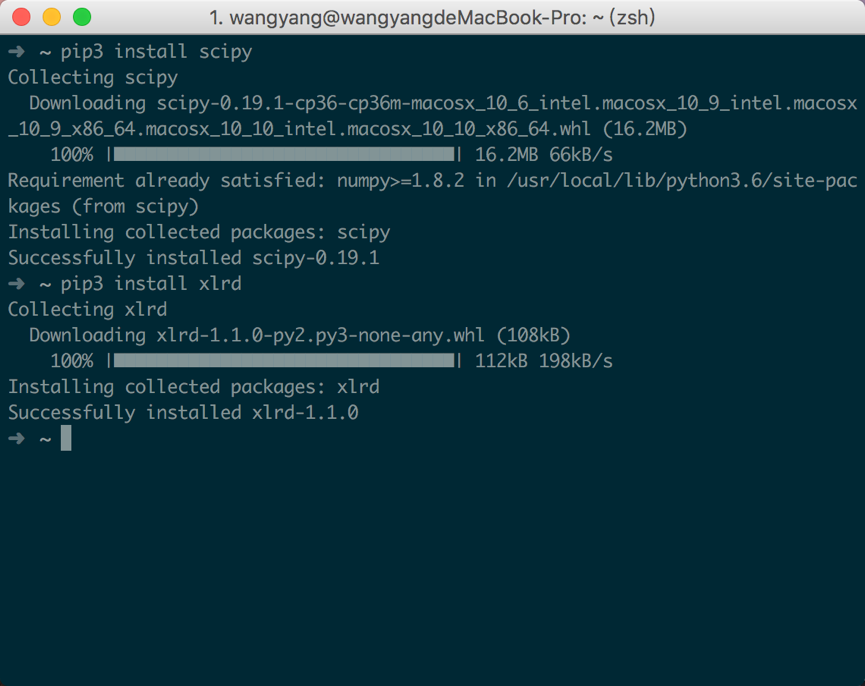 1. wangyang@wangyangdeMacBook-Pro: ~ (zsh)
➜ ~ pip3 install scipy
Collecting scipy
  Downloading scipy-0.19.1-cp36-cp36m-macosx_10_6_intel.macosx_10_9_intel.macosx
_10_9_x86_64.macosx_10_10_intel.macosx_10_10_x86_64.whl (16.2MB)
    100% |████████████████████████████████| 16.2MB 66kB/s
Requirement already satisfied: numpy>=1.8.2 in /usr/local/lib/python3.6/site-pac
kages (from scipy)
Installing collected packages: scipy
Successfully installed scipy-0.19.1
➜ ~ pip3 install xlrd
Collecting xlrd
  Downloading xlrd-1.1.0-py2.py3-none-any.whl (108kB)
    100% |████████████████████████████████| 112kB 198kB/s
Installing collected packages: xlrd
Successfully installed xlrd-1.1.0
➜ ~